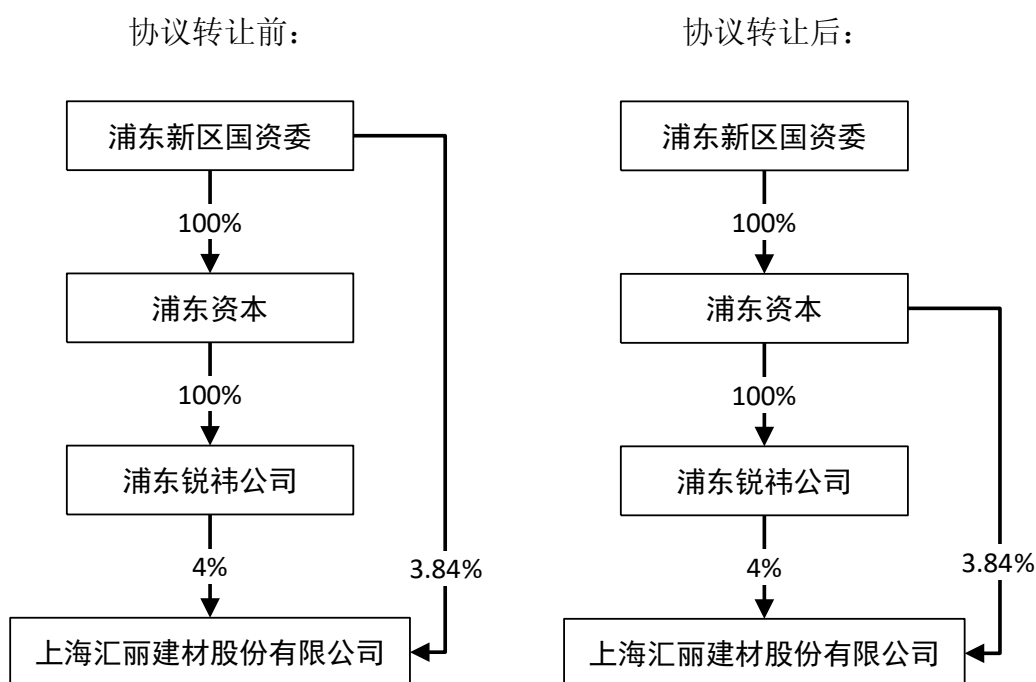 协议转让前：
浦东新区国资委
100%
浦东资本
100%
浦东锐祎公司
4%
3.84%
上海汇丽建材股份有限公司
协议转让后：
浦东新区国资委
100%
浦东资本
100%
浦东锐祎公司
4%
3.84%
上海汇丽建材股份有限公司